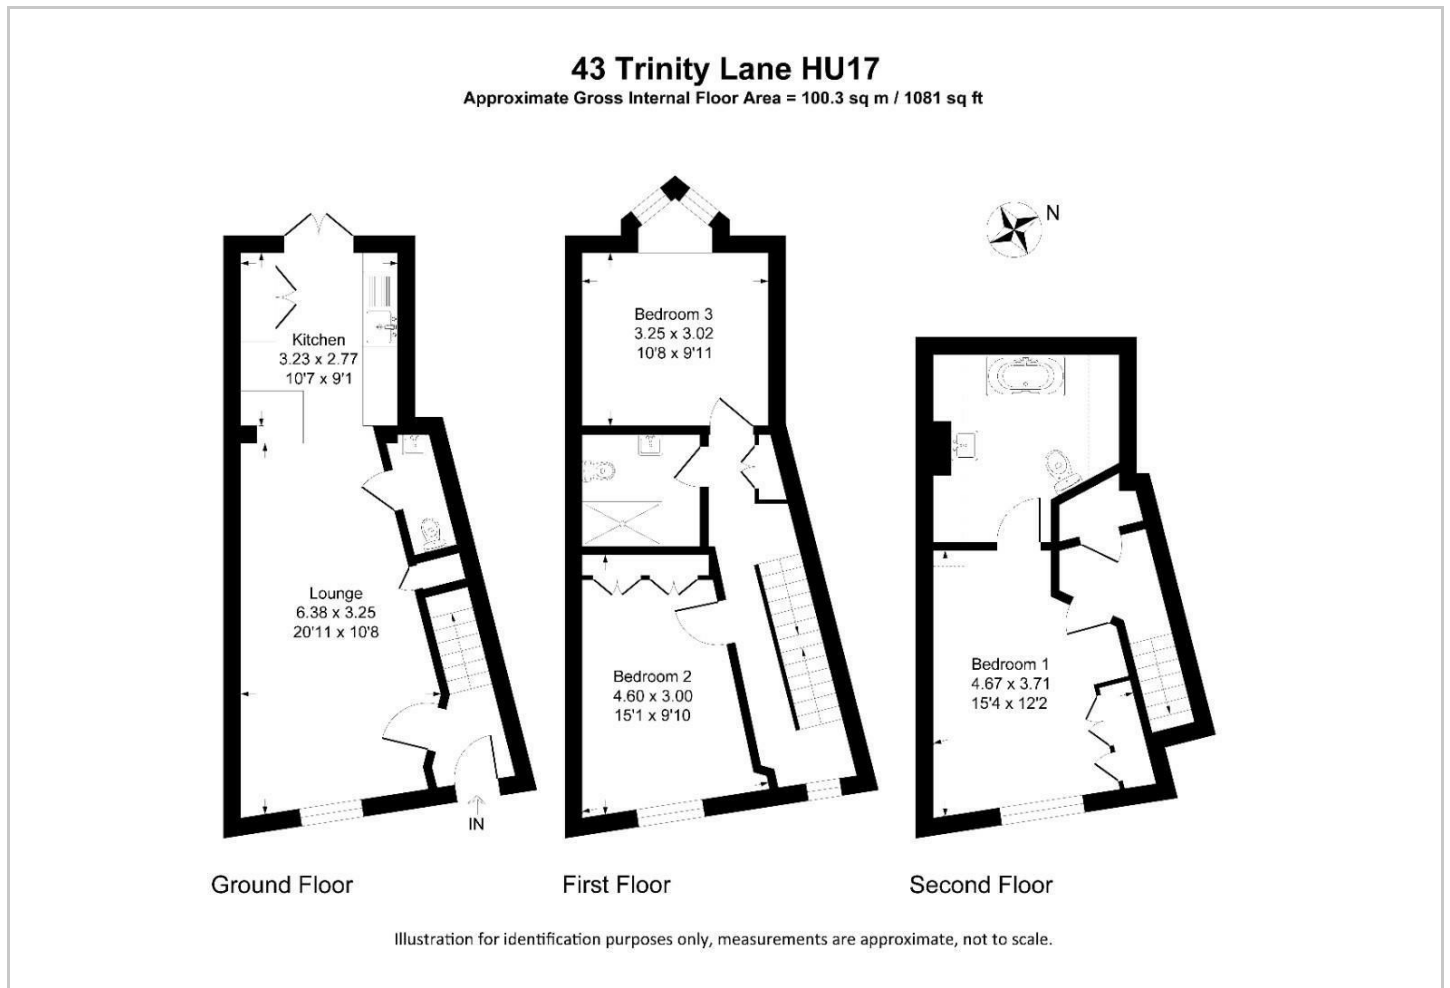 43 Trinity Lane HU17
Approximate Gross Internal Floor Area = 100.3 sq m / 1081 sq ft
N
Kitchen
3.23 x 2.77
10'7 x 9'1
Lounge
6.38 x 3.25
20'11 x 10'8
IN
Ground Floor
Bedroom 3
3.25 x 3.02
10'8 x 9'11
Bedroom 2
4.60 x 3.00
15'1 x 9'10
First Floor
Bedroom 1
4.67 x 3.71
15'4 x 12'2
Second Floor
Illustration for identification purposes only, measurements are approximate, not to scale.